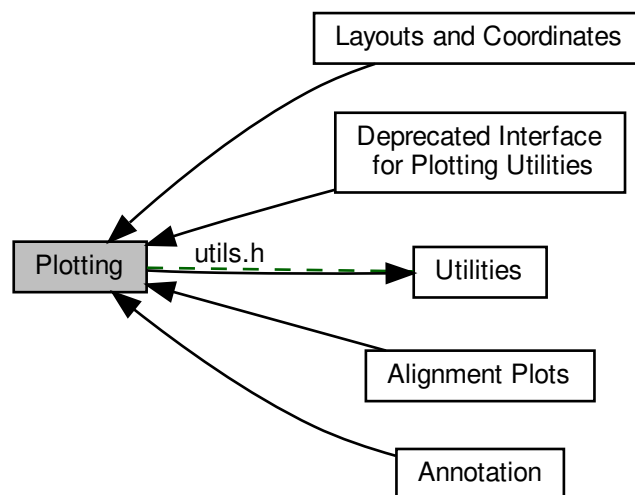 Layouts and Coordinates
Deprecated Interface
for Plotting Utilities
utils.h
Plotting
Utilities
Alignment Plots
Annotation